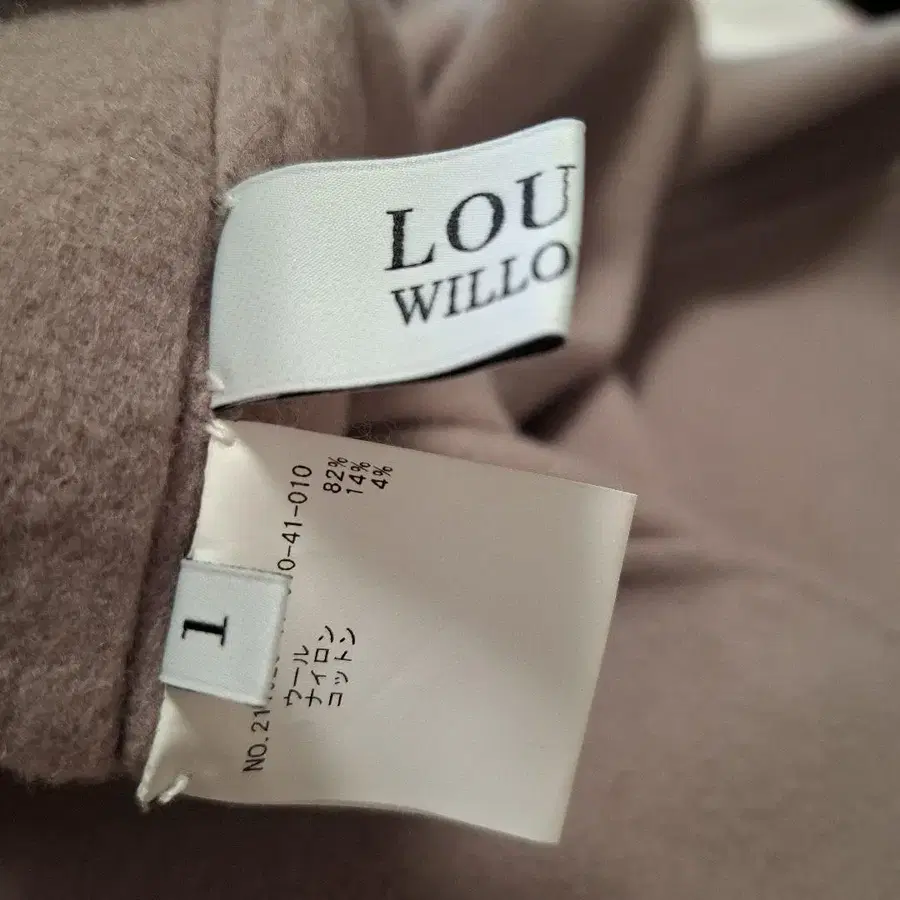 LOU
WILLO
1
NO.21
0-41-010
ウール 82%
ナイロン 14%
コットン 4%